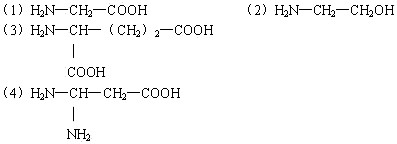 (1) H₂N—CH₂—COOH (2) H₂N—CH₂—CH₂OH
(3) H₂N—CH— (CH₂) ₂—COOH
|
COOH
(4) H₂N—CH—CH₂—COOH
|
NH₂